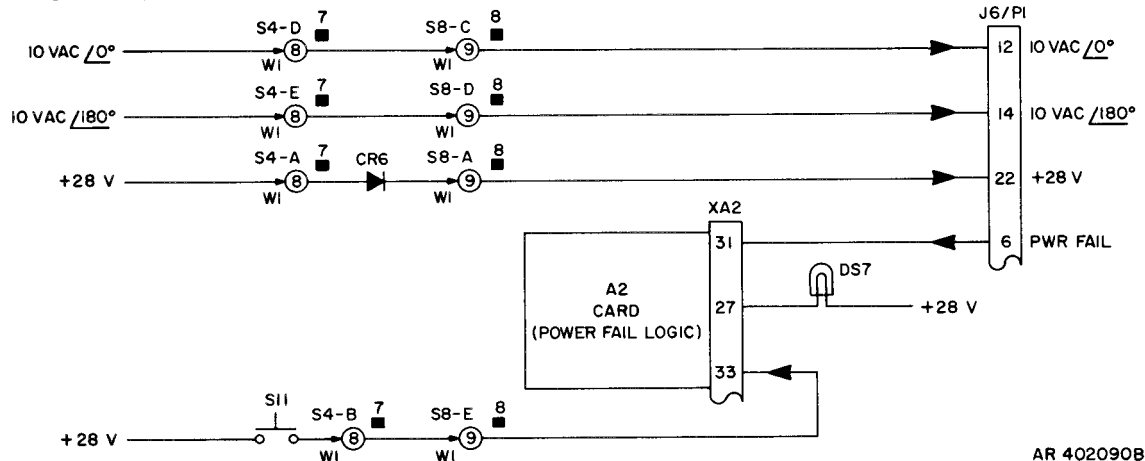 J6/P1
S4-D 7 S8-C 8
10 VAC /0° 8 9 12 10 VAC /0°
W1 W1
S4-E 7 S8-D 8
10 VAC /180° 8 9 14 10 VAC /180°
W1 W1
S4-A 7 CR6 S8-A 8
+28 V 8 9 22 +28 V
W1 W1
XA2
31 6 PWR FAIL
DS7
A2
CARD
(POWER FAIL LOGIC)
27 +28 V
33
S11 S4-B 7 S8-E 8
+28 V 8 9
W1 W1
AR 402090B